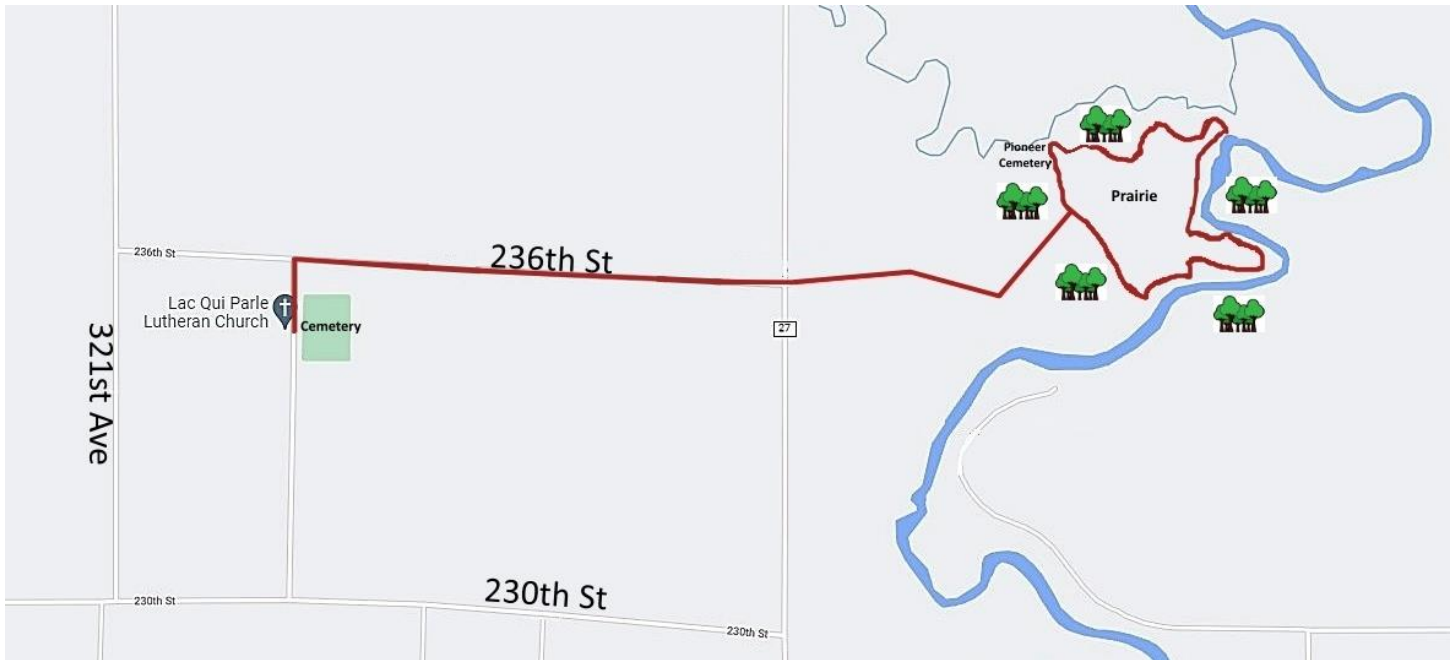 Pioneer
Cemetery
Prairie
236th St
236th St
Lac Qui Parle
Lutheran Church
Cemetery
27
321st Ave
230th St
230th St
230th St